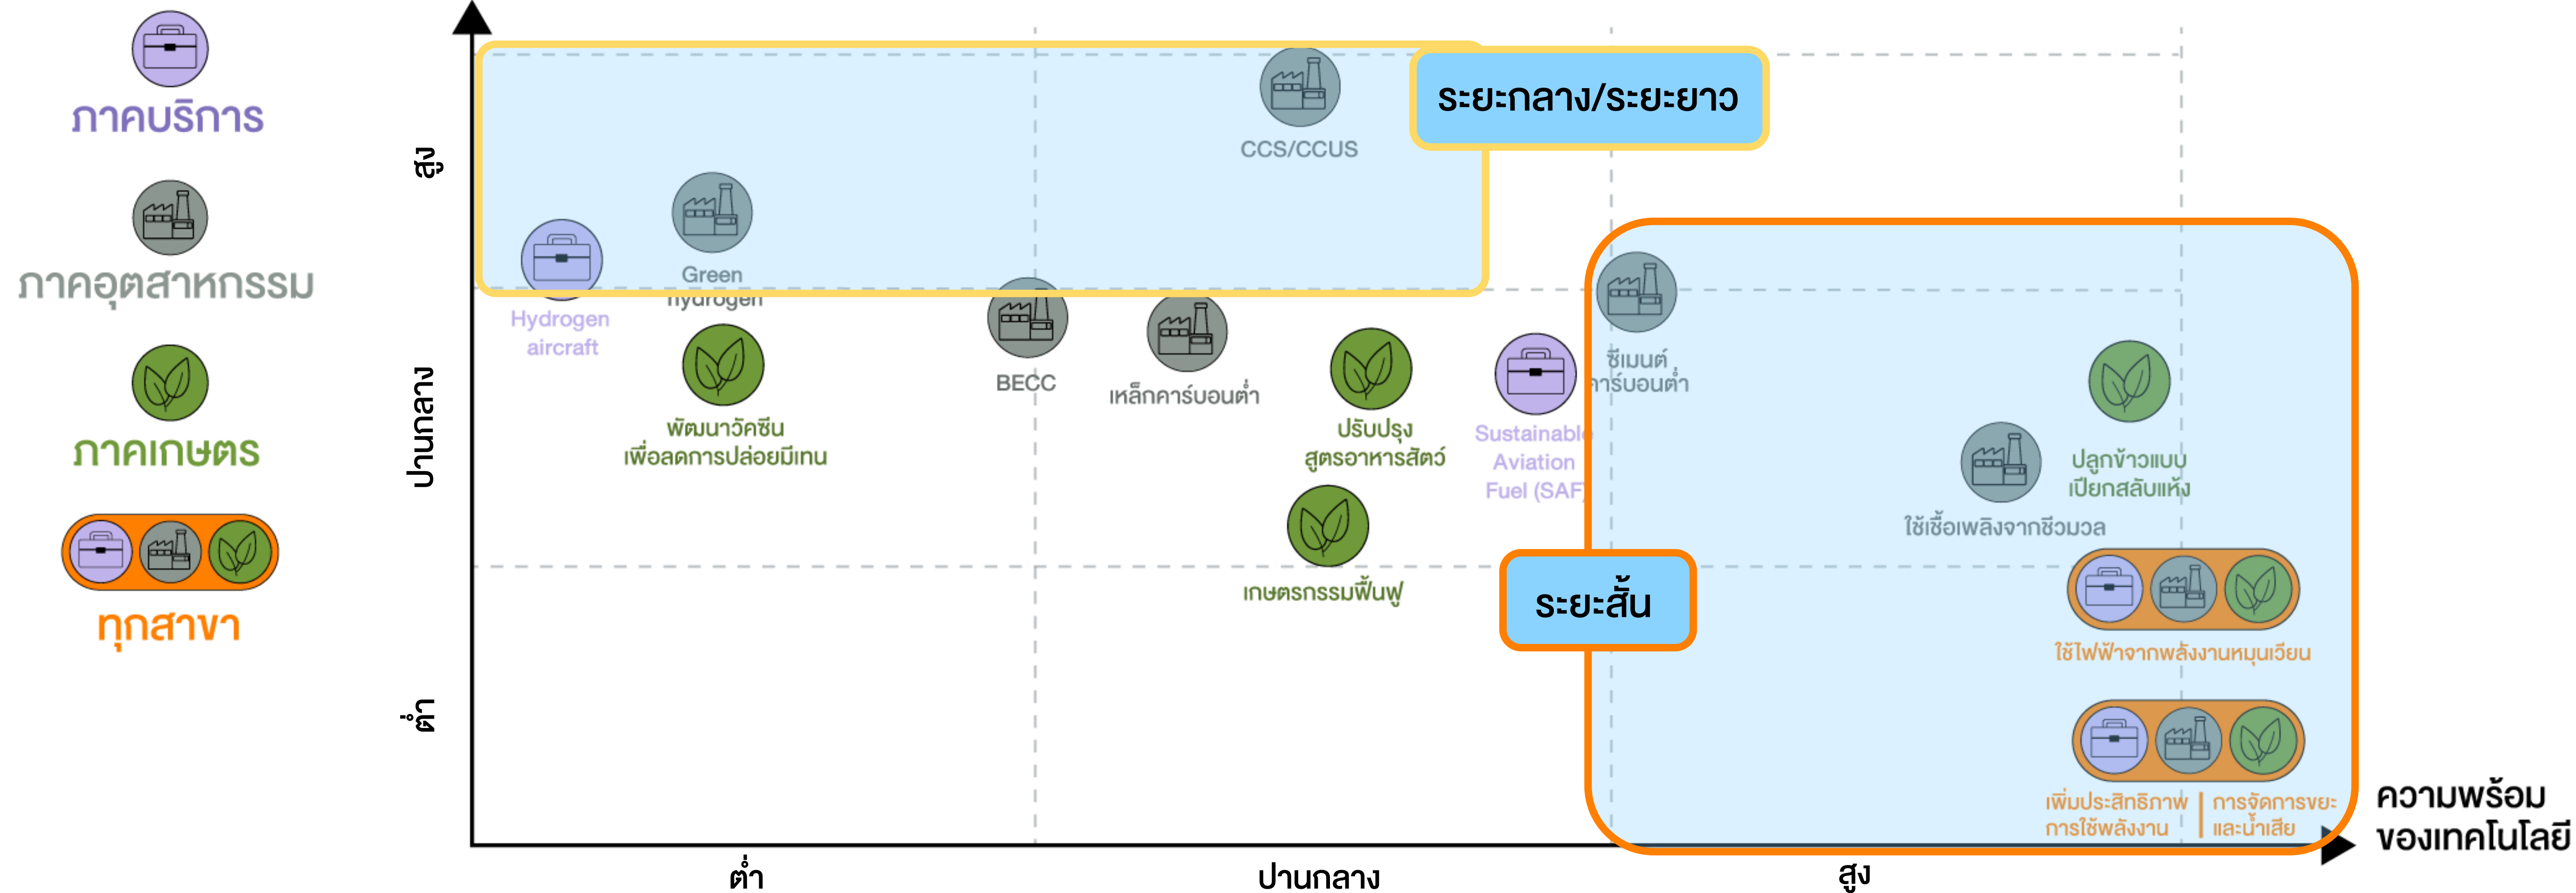 ภาคบริการ
ภาคอุตสาหกรรม
ภาคเกษตร
ทุกสาขา
สูง
ปานกลาง
ต่ำ
ระยะกลาง/ระยะยาว
CCS/CCUS
Green
hydrogen
Hydrogen
aircraft
พัฒนาวัคซีน
เพื่อลดการปล่อยมีเทน
BECC
เหล็กคาร์บอนต่ำ
ปรับปรุง
สูตรอาหารสัตว์
Sustainable
Aviation
Fuel (SAF)
ซีเมนต์
คาร์บอนต่ำ
ปลูกข้าวแบบ
เปียกสลับแห้ง
ใช้เชื้อเพลิงจากชีวมวล
เกษตรกรรมฟื้นฟู
ระยะสั้น
ใช้ไฟฟ้าจากพลังงานหมุนเวียน
เพิ่มประสิทธิภาพ
การใช้พลังงาน
การจัดการขยะ
และน้ำเสีย
ความพร้อม
ของเทคโนโลยี
ต่ำ
ปานกลาง
สูง